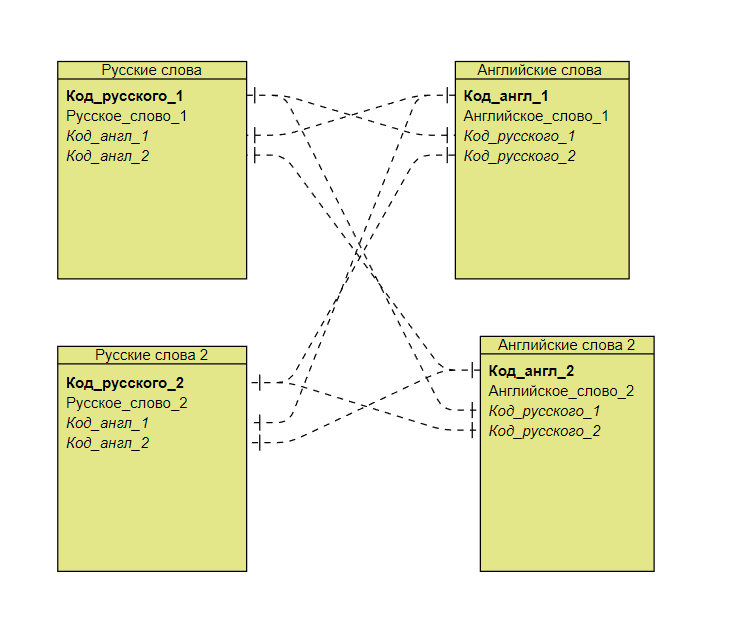 Русские слова
Код_русского_1
Русское_слово_1
Код_англ_1
Код_англ_2
Английские слова
Код_англ_1
Английское_слово_1
Код_русского_1
Код_русского_2
Русские слова 2
Код_русского_2
Русское_слово_2
Код_англ_1
Код_англ_2
Английские слова 2
Код_англ_2
Английское_слово_2
Код_русского_1
Код_русского_2